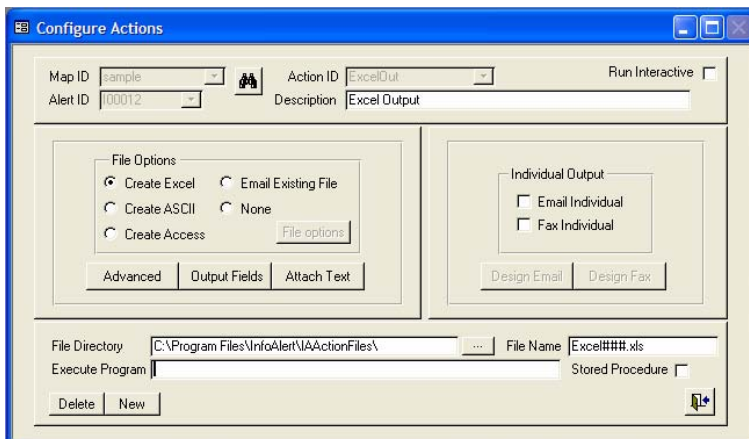 Configure Actions
Map ID sample Action ID ExcelOut Run Interactive
Alert ID I00012 Description Excel Output
File Options
Create Excel Email Existing File
Create ASCII None
Create Access File options
Advanced Output Fields Attach Text
Individual Output
Email Individual
Fax Individual
Design Email Design Fax
File Directory C:\Program Files\InfoAlert\IAActionFiles\ ... File Name Excel###.xls
Execute Program Stored Procedure
Delete New